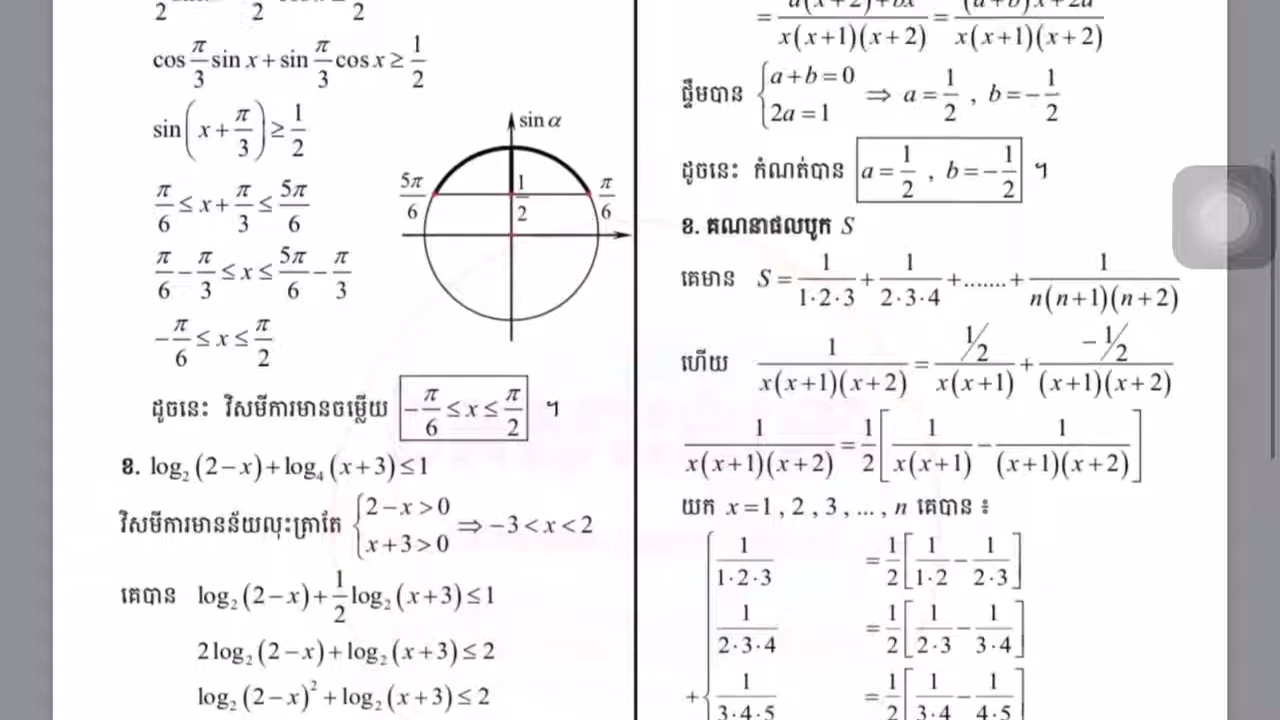 cos π/3 sin x + sin π/3 cos x ≥ 1/2
sin(x + π/3) ≥ 1/2
π/6 ≤ x + π/3 ≤ 5π/6
π/6 − π/3 ≤ x ≤ 5π/6 − π/3
−π/6 ≤ x ≤ π/2
sin α
5π/6
1/2
π/6
ដូចនេះ វិសមីការមានចម្លើយ −π/6 ≤ x ≤ π/2 ។
ខ. log₂(2−x) + log₄(x+3) ≤ 1
វិសមីការមានន័យលុះត្រាតែ {2−x > 0, x+3 > 0 ⇒ −3 < x < 2
គេបាន log₂(2−x) + 1/2 log₂(x+3) ≤ 1
2log₂(2−x) + log₂(x+3) ≤ 2
log₂(2−x)² + log₂(x+3) ≤ 2
= a(x+2)+bx / x(x+1)(x+2) = (a+b)x+2a / x(x+1)(x+2)
ផ្ទឹមបាន {a+b = 0, 2a = 1 ⇒ a = 1/2 , b = −1/2
ដូចនេះ កំណត់បាន a = 1/2 , b = −1/2 ។
ខ. គណនាផលបូក S
គេមាន S = 1/1·2·3 + 1/2·3·4 + ....... + 1/n(n+1)(n+2)
ហើយ 1/x(x+1)(x+2) = 1/2 / x(x+1) + −1/2 / (x+1)(x+2)
1/x(x+1)(x+2) = 1/2 [1/x(x+1) − 1/(x+1)(x+2)]
យក x = 1 , 2 , 3 , ... , n គេបាន ៖
1/1·2·3 = 1/2 [1/1·2 − 1/2·3]
1/2·3·4 = 1/2 [1/2·3 − 1/3·4]
+ 1/3·4·5 = 1/2 [1/3·4 − 1/4·5]